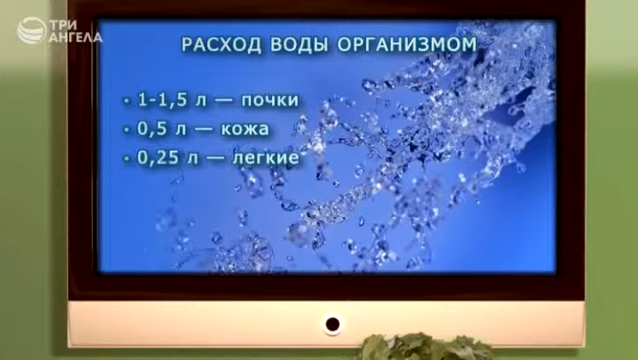 ТРИ
АНГЕЛА
РАСХОД ВОДЫ ОРГАНИЗМОМ
• 1-1,5 л — почки
• 0,5 л — кожа
• 0,25 л — легкие